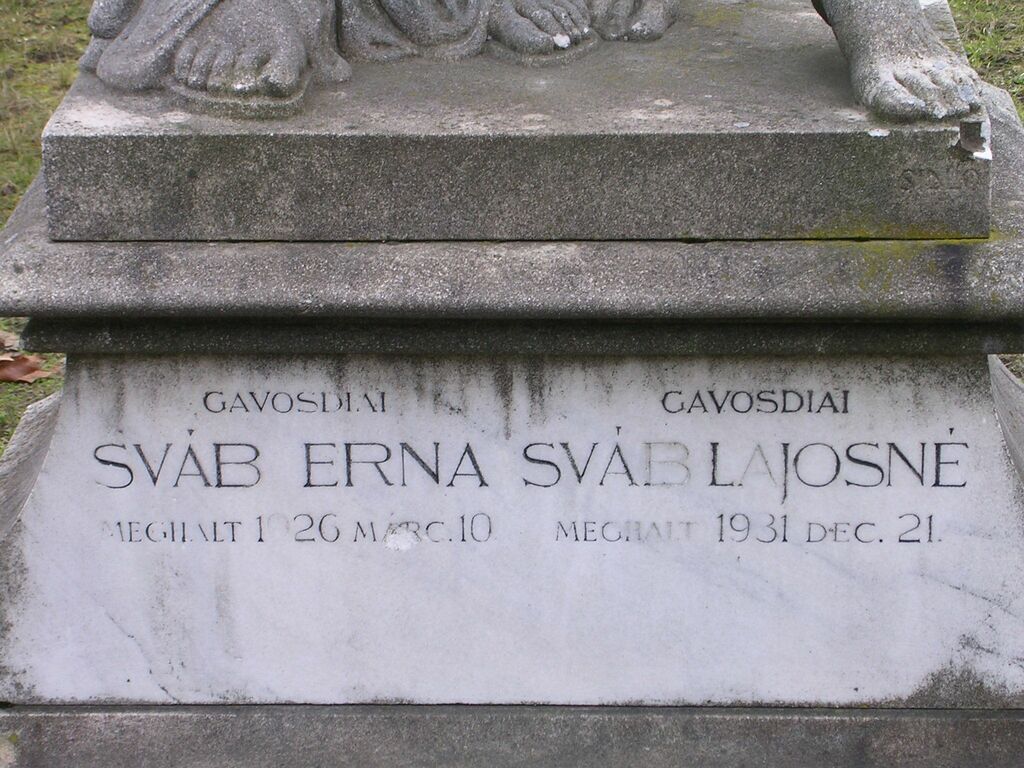 GAVOSDIAI
SVÁB ERNA
MEGHALT 1926 MÁRC. 10
GAVOSDIAI
SVÁB LAJOSNÉ
MEGHALT 1931 DEC. 21.